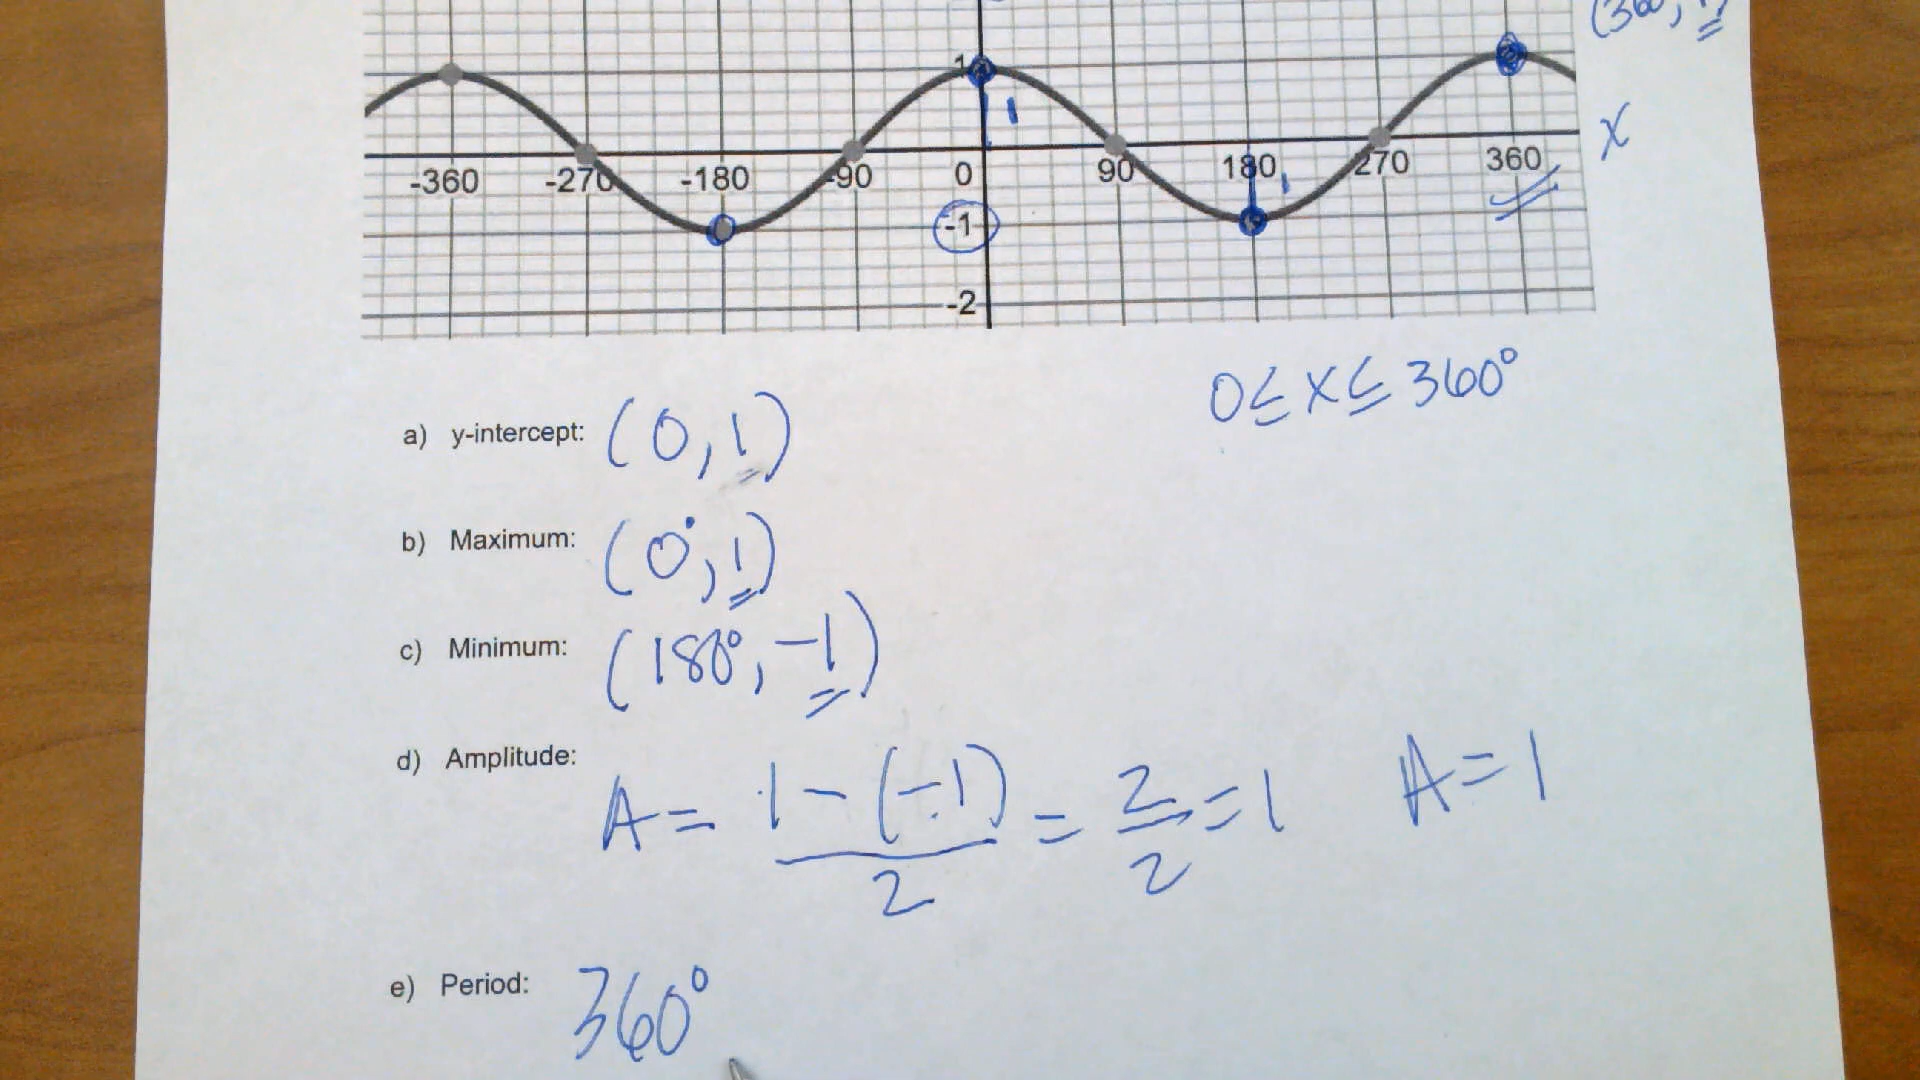 (360,
1 1
X
-360 -270 -180 -90 0 90 180 270 360
-1
-2
0 ≤ X ≤ 360°
a) y-intercept: (0, 1)
b) Maximum: (0°, 1)
c) Minimum: (180°, -1)
d) Amplitude:
A = 1 - (-1) / 2 = 2 / 2 = 1 A = 1
e) Period: 360°